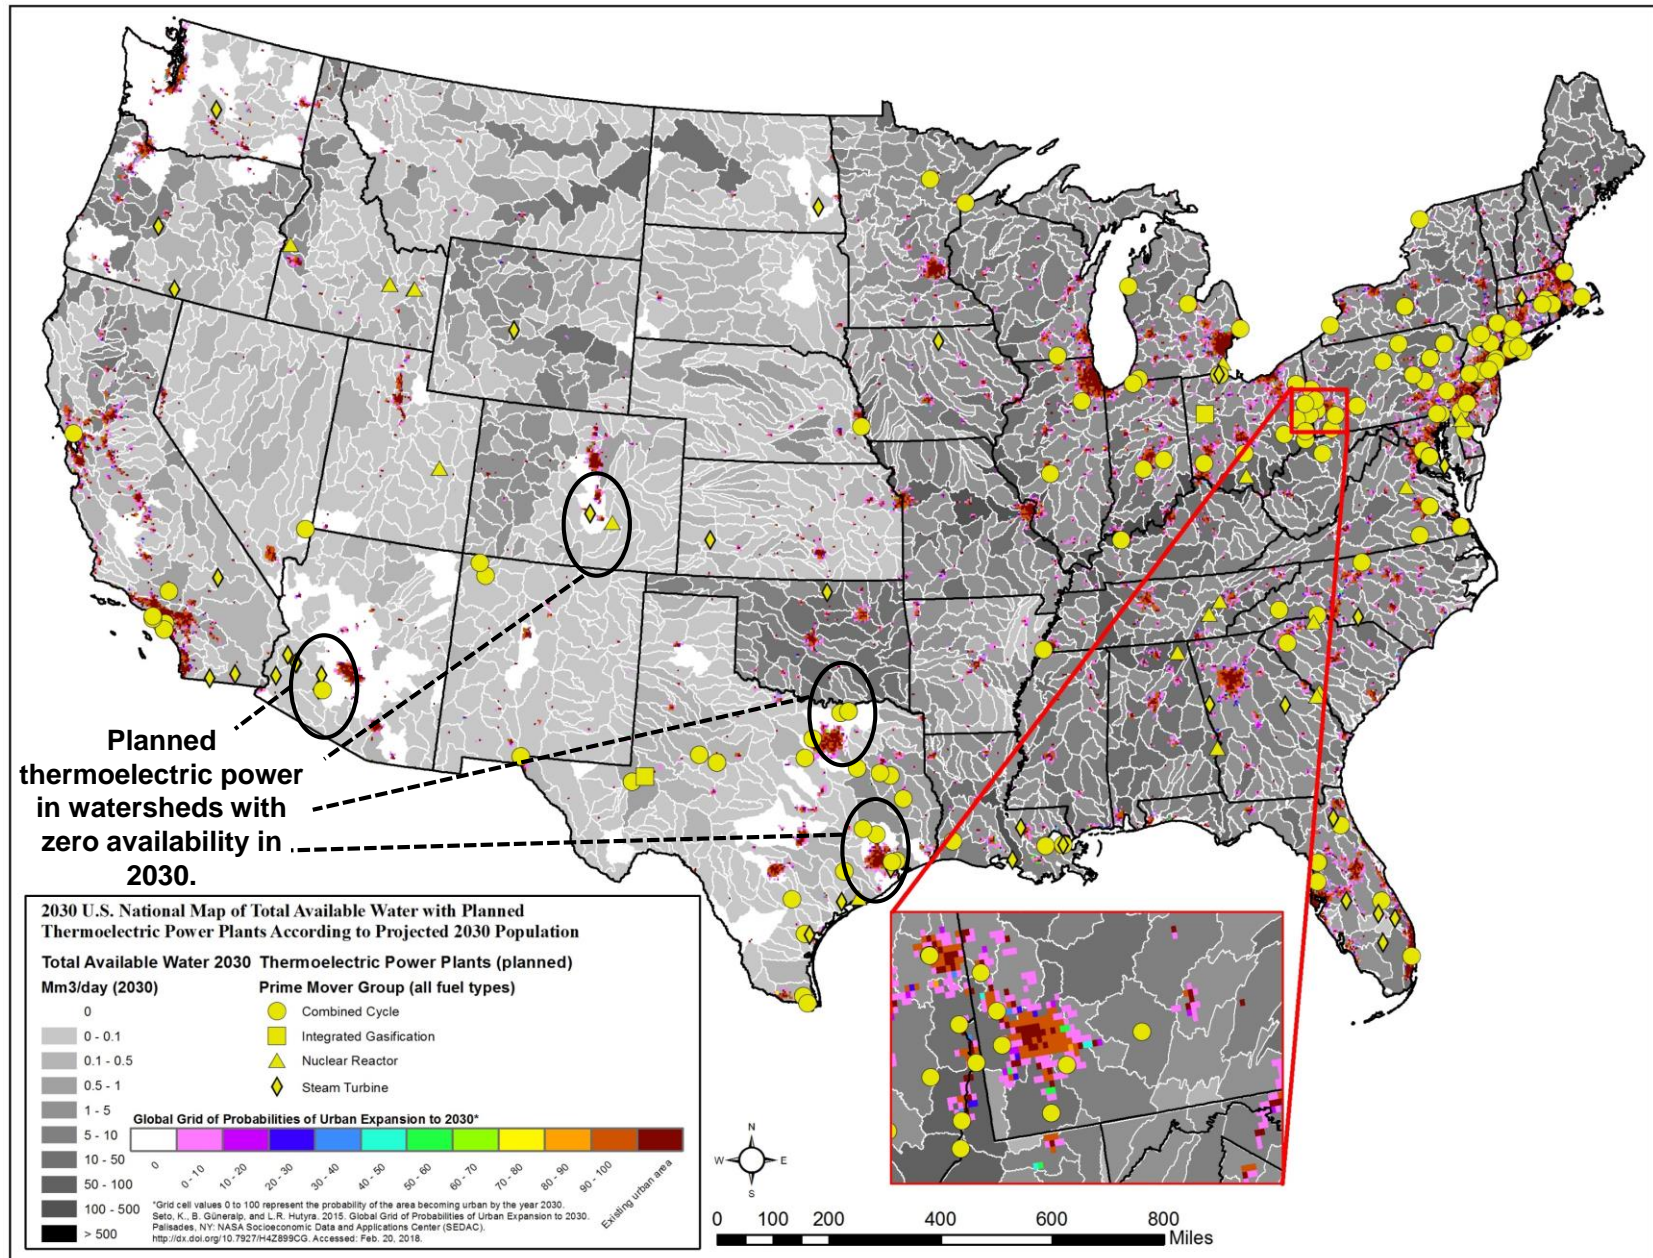 Planned
thermoelectric power
in watersheds with
zero availability in
2030.
2030 U.S. National Map of Total Available Water with Planned
Thermoelectric Power Plants According to Projected 2030 Population
Total Available Water 2030
Mm3/day (2030)
0
0 - 0.1
0.1 - 0.5
0.5 - 1
1 - 5
5 - 10
10 - 50
50 - 100
100 - 500
> 500
Thermoelectric Power Plants (planned)
Prime Mover Group (all fuel types)
Combined Cycle
Integrated Gasification
Nuclear Reactor
Steam Turbine
Global Grid of Probabilities of Urban Expansion to 2030*
0
0 - 10
10 - 20
20 - 30
30 - 40
40 - 50
50 - 60
60 - 70
70 - 80
80 - 90
90 - 100
Existing urban area
*Grid cell values 0 to 100 represent the probability of the area becoming urban by the year 2030.
Seto, K., B. Güneralp, and L.R. Hutyra. 2015. Global Grid of Probabilities of Urban Expansion to 2030.
Palisades, NY: NASA Socioeconomic Data and Applications Center (SEDAC).
http://dx.doi.org/10.7927/H4Z899CG. Accessed: Feb. 20, 2018.
N
W E
S
0 100 200 400 600 800
Miles